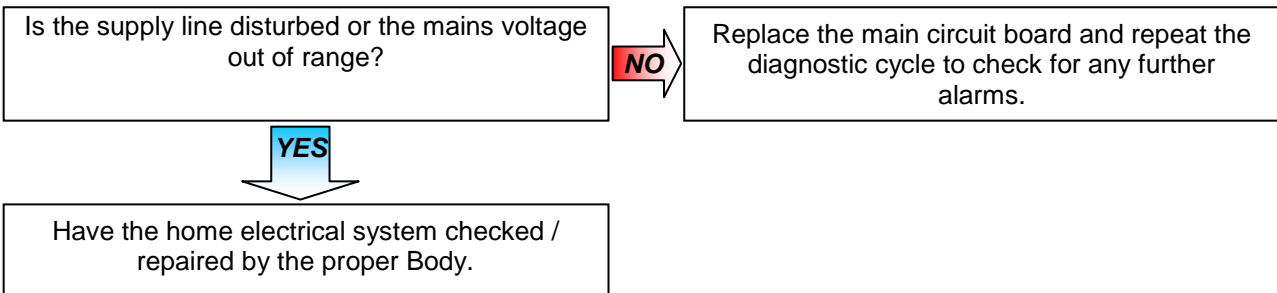 Is the supply line disturbed or the mains voltage
out of range?
NO
Replace the main circuit board and repeat the
diagnostic cycle to check for any further
alarms.
YES
Have the home electrical system checked /
repaired by the proper Body.